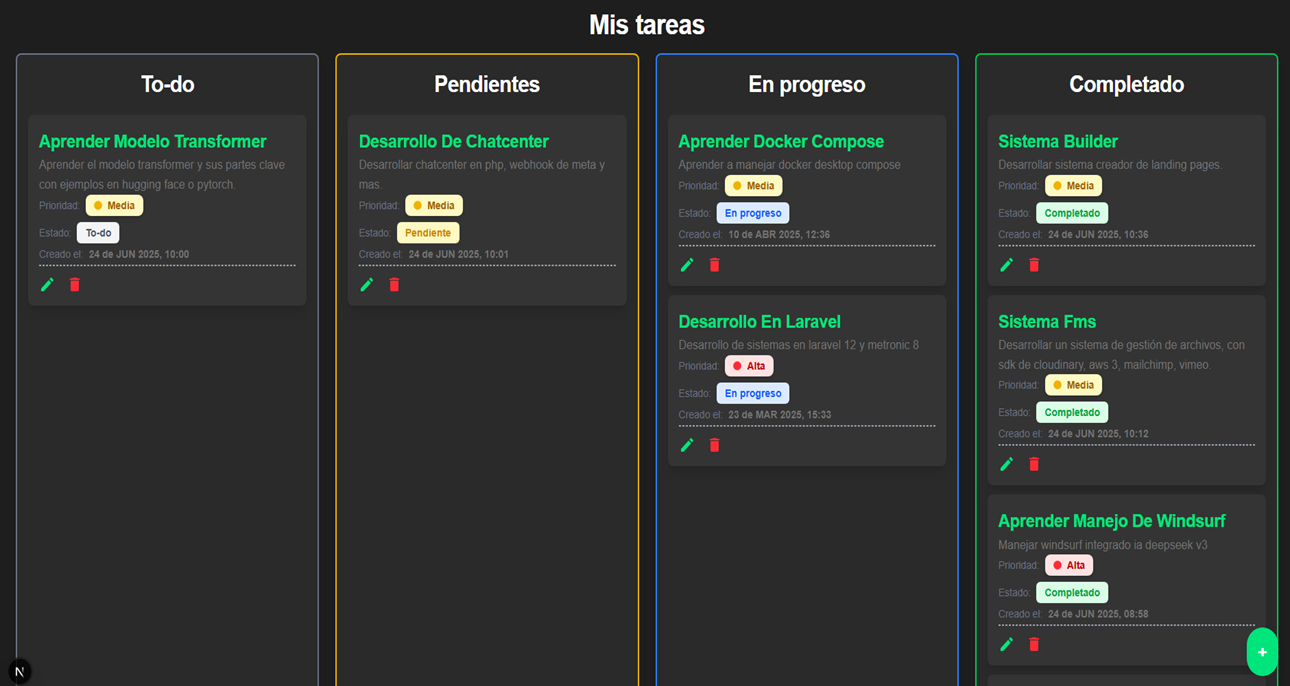 Mis tareas
To-do
Aprender Modelo Transformer
Aprender el modelo transformer y sus partes clave
con ejemplos en hugging face o pytorch.
Prioridad: Media
Estado: To-do
Creado el: 24 de JUN 2025, 10:00
Pendientes
Desarrollo De Chatcenter
Desarrollar chatcenter en php, webhook de meta y
mas.
Prioridad: Media
Estado: Pendiente
Creado el: 24 de JUN 2025, 10:01
En progreso
Aprender Docker Compose
Aprender a manejar docker desktop compose
Prioridad: Media
Estado: En progreso
Creado el: 10 de ABR 2025, 12:36
Desarrollo En Laravel
Desarrollo de sistemas en laravel 12 y metronic 8
Prioridad: Alta
Estado: En progreso
Creado el: 23 de MAR 2025, 15:33
Completado
Sistema Builder
Desarrollar sistema creador de landing pages.
Prioridad: Media
Estado: Completado
Creado el: 24 de JUN 2025, 10:36
Sistema Fms
Desarrollar un sistema de gestión de archivos, con
sdk de cloudinary, aws 3, mailchimp, vimeo.
Prioridad: Media
Estado: Completado
Creado el: 24 de JUN 2025, 10:12
Aprender Manejo De Windsurf
Manejar windsurf integrado ia deepseek v3
Prioridad: Alta
Estado: Completado
Creado el: 24 de JUN 2025, 08:58
N
+